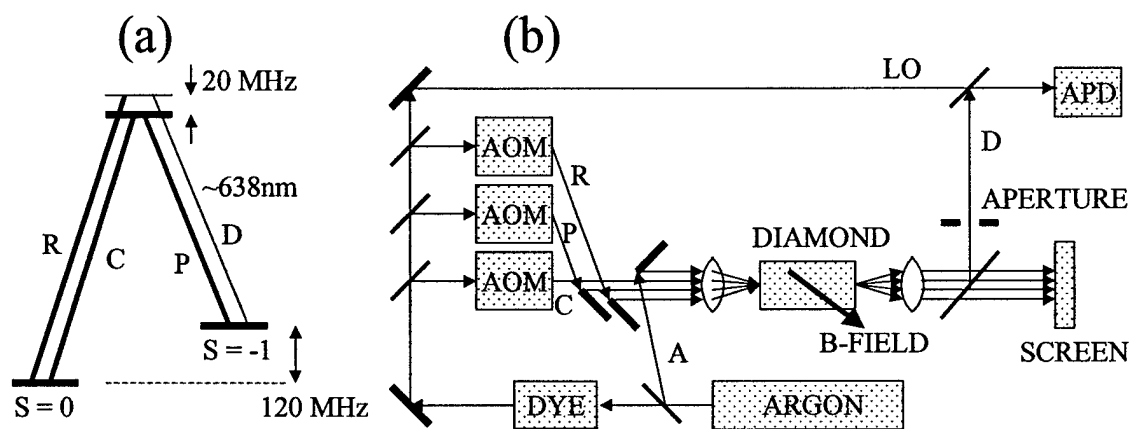 (a)
20 MHz
~638nm
R
C
P
D
S = -1
S = 0
120 MHz
(b)
LO
APD
AOM
R
D
AOM
P
APERTURE
DIAMOND
AOM
C
B-FIELD
SCREEN
A
DYE
ARGON